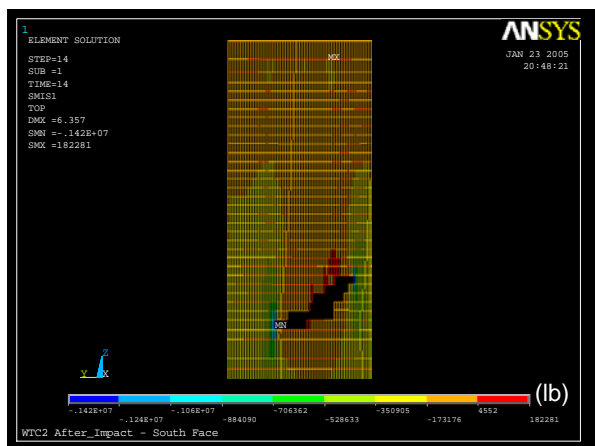 1
ELEMENT SOLUTION
STEP=14
SUB =1
TIME=14
SMIS1
TOP
DMX =6.357
SMN =-.142E+07
SMX =182281
ANSYS
JAN 23 2005
20:48:21
MX
MN
Z
Y X
(lb)
-.142E+07 -.106E+07 -706362 -350905 4552
-.124E+07 -884090 -528633 -173176 182281
WTC2 After_Impact - South Face